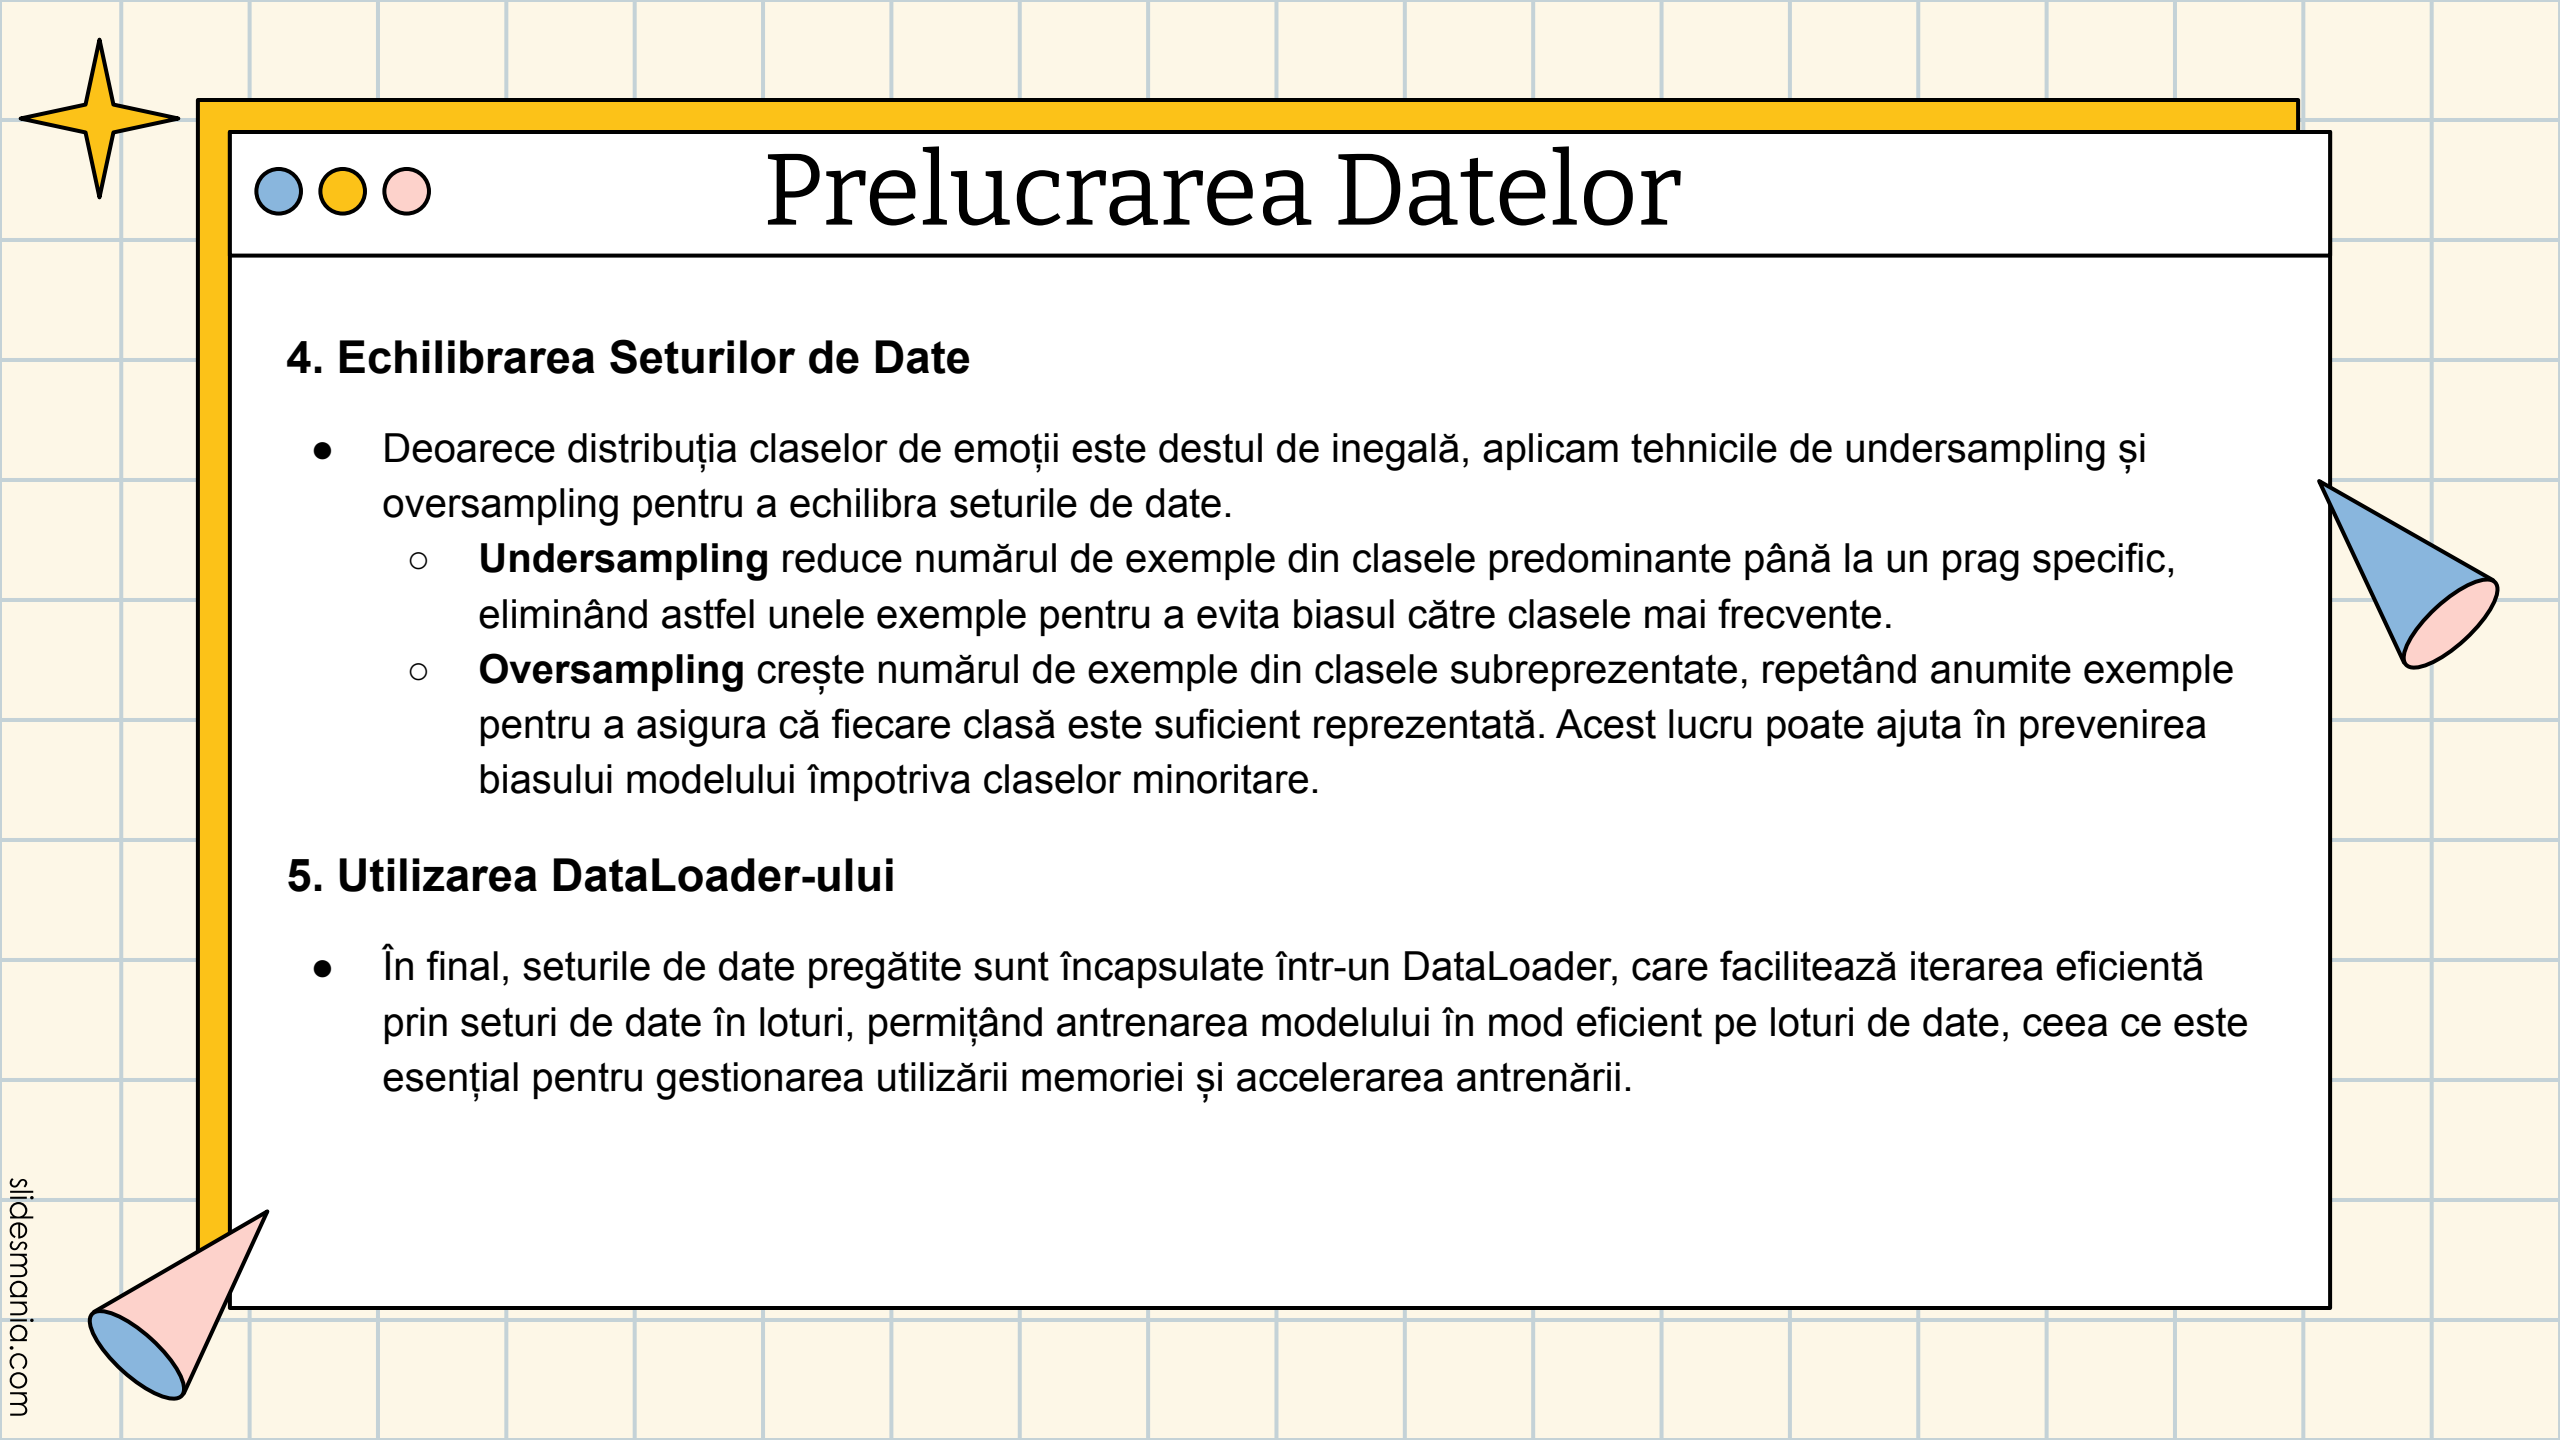 Prelucrarea Datelor
4. Echilibrarea Seturilor de Date
● Deoarece distribuția claselor de emoții este destul de inegală, aplicam tehnicile de undersampling și
oversampling pentru a echilibra seturile de date.
○ Undersampling reduce numărul de exemple din clasele predominante până la un prag specific,
eliminând astfel unele exemple pentru a evita biasul către clasele mai frecvente.
○ Oversampling crește numărul de exemple din clasele subreprezentate, repetând anumite exemple
pentru a asigura că fiecare clasă este suficient reprezentată. Acest lucru poate ajuta în prevenirea
biasului modelului împotriva claselor minoritare.
5. Utilizarea DataLoader-ului
● În final, seturile de date pregătite sunt încapsulate într-un DataLoader, care facilitează iterarea eficientă
prin seturi de date în loturi, permițând antrenarea modelului în mod eficient pe loturi de date, ceea ce este
esențial pentru gestionarea utilizării memoriei și accelerarea antrenării.
slidesmania.com